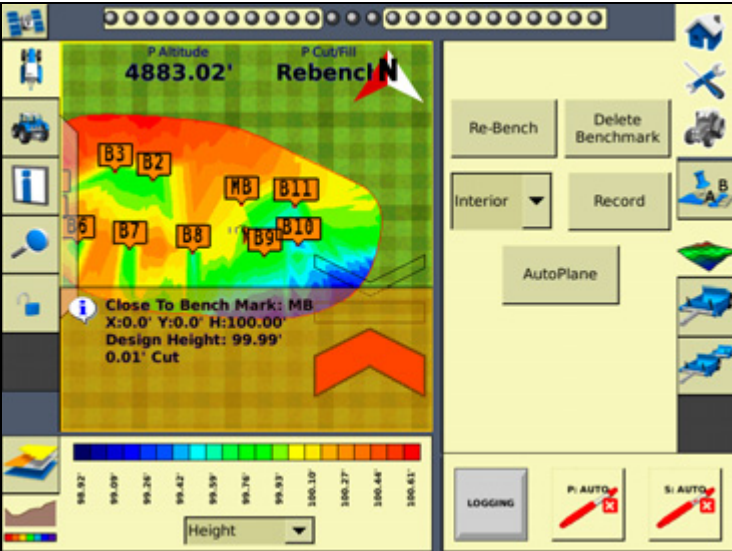 P Altitude
4883.02'
P Cut/Fill
Rebencl
N
B3
B2
MB
B11
B6
B7
B8
B9
B10
Close To Bench Mark: MB
X:0.0' Y:0.0' H:100.00'
Design Height: 99.99'
0.01' Cut
98.92'
99.09'
99.26'
99.42'
99.59'
99.76'
99.93'
100.10'
100.27'
100.44'
100.61'
Height
Re-Bench
Delete
Benchmark
Interior
Record
AutoPlane
A B
LOGGING
P: AUTO
S: AUTO